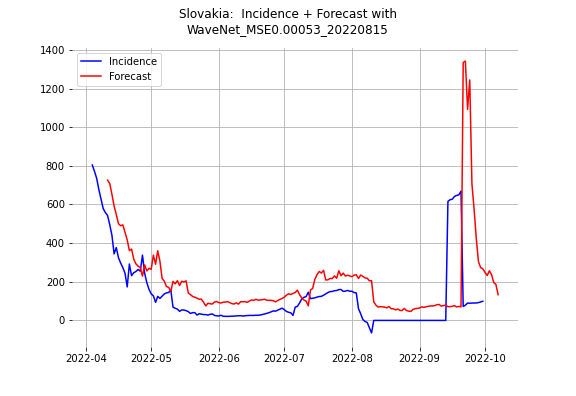 Slovakia:  Incidence + Forecast with
WaveNet_MSE0.00053_20220815
Incidence
Forecast
1400
1200
1000
800
600
400
200
0
2022-04 2022-05 2022-06 2022-07 2022-08 2022-09 2022-10